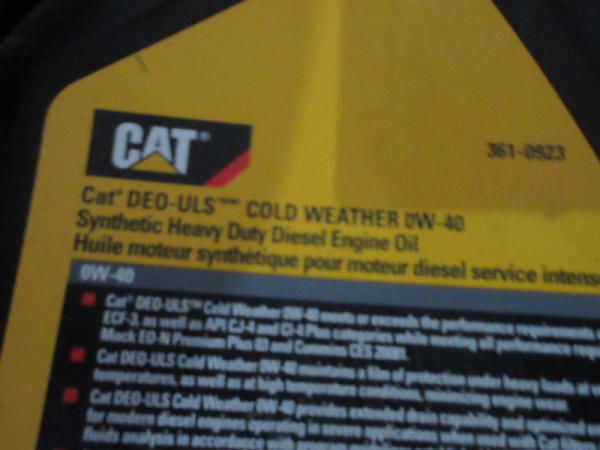 CAT®
361-0923
Cat® DEO-ULS™ COLD WEATHER 0W-40
Synthetic Heavy Duty Diesel Engine Oil
Huile moteur synthétique pour moteur diesel service intense
0W-40
Cat® DEO-ULS™ Cold Weather 0W-40 meets or exceeds the performance requirements
ECF-3, as well as API CJ-4 and CI-4 Plus categories while meeting all performance
Mack EO-N Premium Plus 03 and Cummins CES 20081.
Cat DEO-ULS Cold Weather 0W-40 maintains a film of protection under heavy loads at
temperatures, as well as at high temperature conditions, minimizing engine wear.
Cat DEO-ULS Cold Weather 0W-40 provides extended drain capability and optimized
for modern diesel engines operating in severe applications when used with Cat
fluids analysis in accordance with